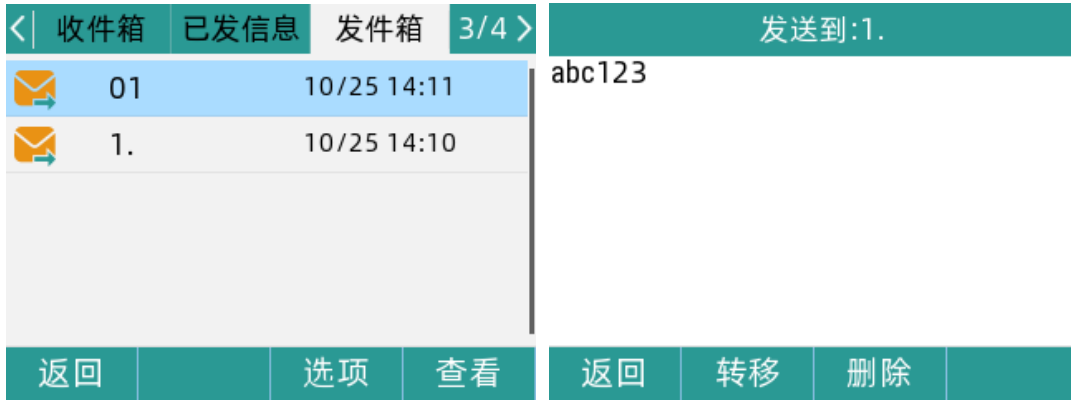 收件箱 已发信息 发件箱 3/4
01 10/25 14:11
1. 10/25 14:10
返回 选项 查看
发送到:1.
abc123
返回 转移 删除